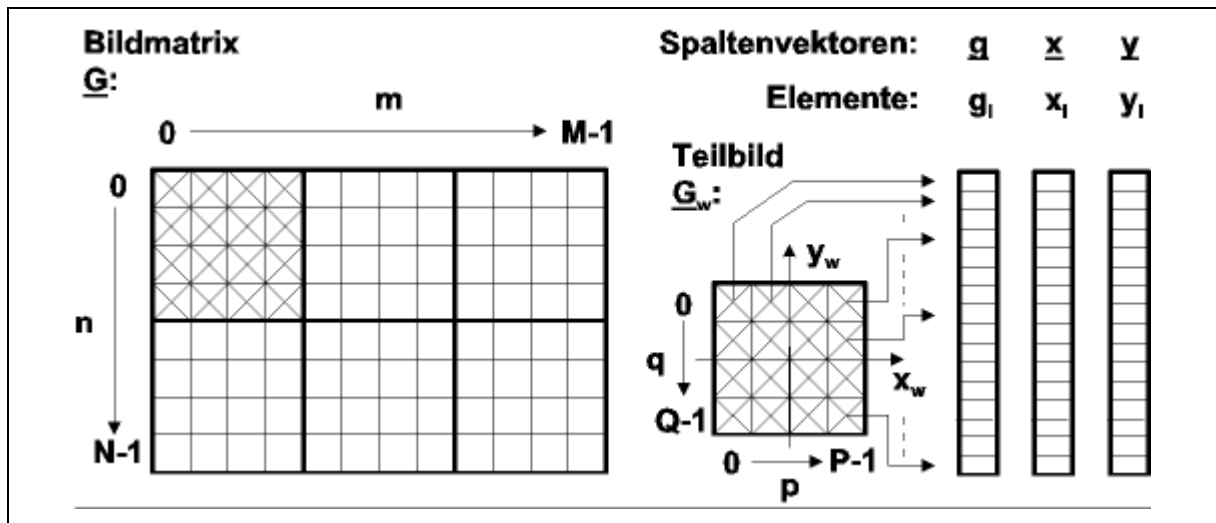 Bildmatrix
G:
m
0 M-1
0
n
N-1
Spaltenvektoren: g x y
Elemente: gl xl yl
Teilbild
Gw:
yw
0
q
xw
Q-1
0 P-1
p